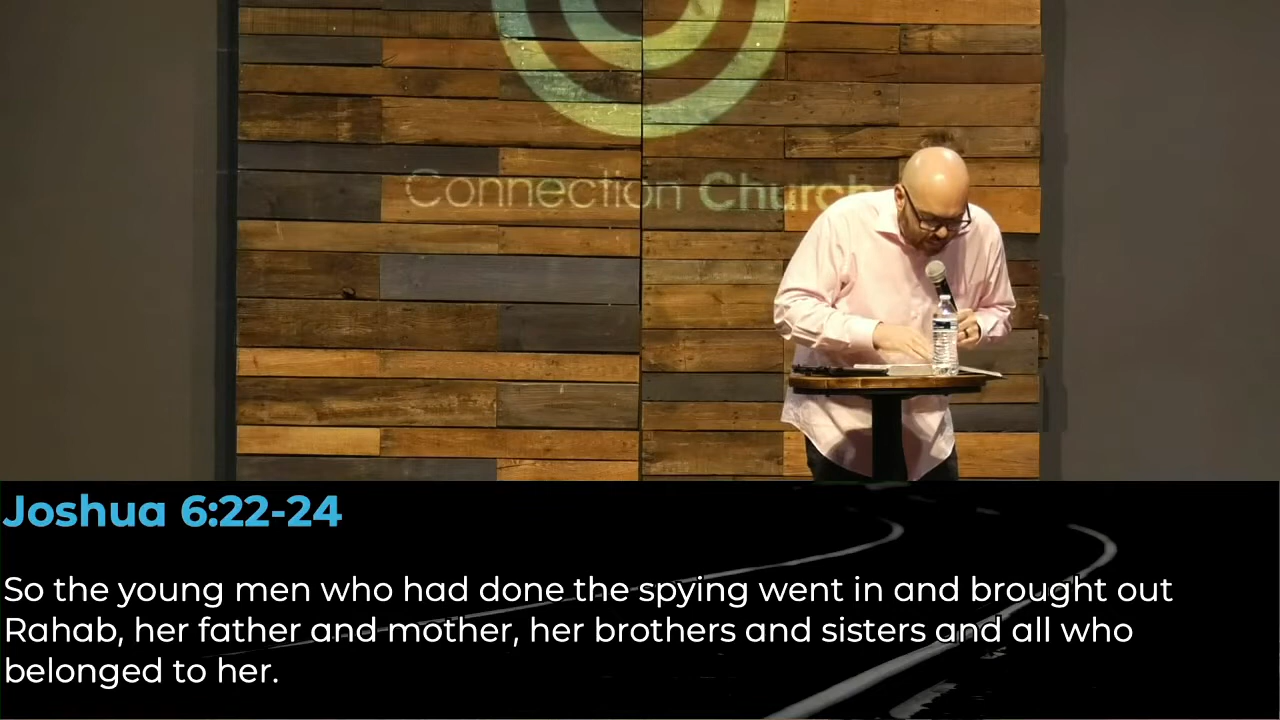 Connection Church
Joshua 6:22-24
So the young men who had done the spying went in and brought out
Rahab, her father and mother, her brothers and sisters and all who
belonged to her.